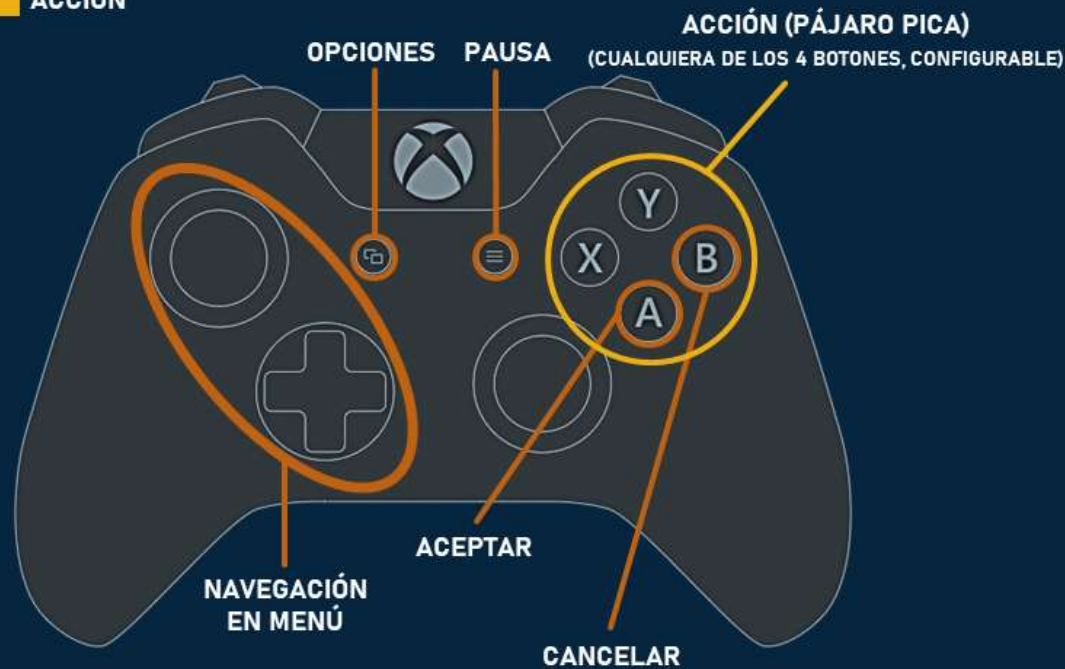 ACCIÓN
ACCIÓN (PÁJARO PICA)
OPCIONES PAUSA
(CUALQUIERA DE LOS 4 BOTONES, CONFIGURABLE)
Y
X
B
A
ACEPTAR
NAVEGACIÓN
EN MENÚ
CANCELAR